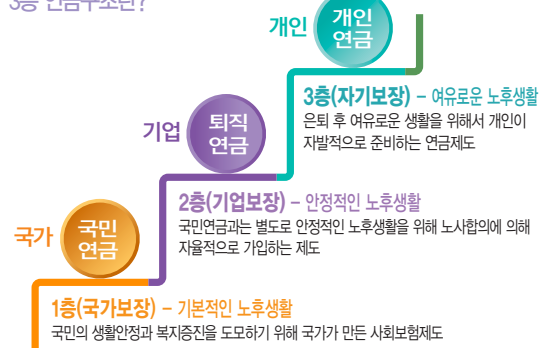 3층 연금구조란?
개인
개인
연금
3층(자기보장) – 여유로운 노후생활
은퇴 후 여유로운 생활을 위해서 개인이
자발적으로 준비하는 연금제도
기업
퇴직
연금
2층(기업보장) – 안정적인 노후생활
국민연금과는 별도로 안정적인 노후생활을 위해 노사합의에 의해
자율적으로 가입하는 제도
국가
국민
연금
1층(국가보장) – 기본적인 노후생활
국민의 생활안정과 복지증진을 도모하기 위해 국가가 만든 사회보험제도